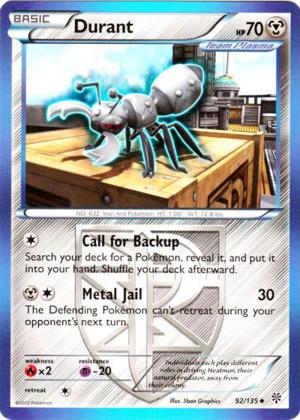 BASIC
Durant
HP70
Team Plasma
NO. 632 Iron Ant Pokémon HT: 1'00" WT: 72.8 lbs.
Call for Backup
Search your deck for a Pokémon, reveal it, and put it
into your hand. Shuffle your deck afterward.
Metal Jail 30
The Defending Pokémon can't retreat during your
opponent's next turn.
weakness
×2
resistance
-20
retreat
Individuals each play different
roles in driving Heatmor, their
natural predator, away from
their colonies.
©2012 Pokémon
Illus. 5ban Graphics
92/135